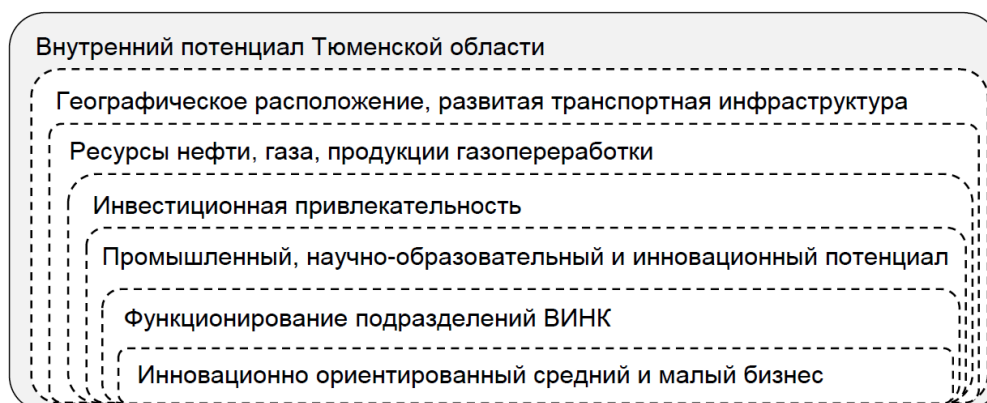 Внутренний потенциал Тюменской области
Географическое расположение, развитая транспортная инфраструктура
Ресурсы нефти, газа, продукции газопереработки
Инвестиционная привлекательность
Промышленный, научно-образовательный и инновационный потенциал
Функционирование подразделений ВИНК
Инновационно ориентированный средний и малый бизнес